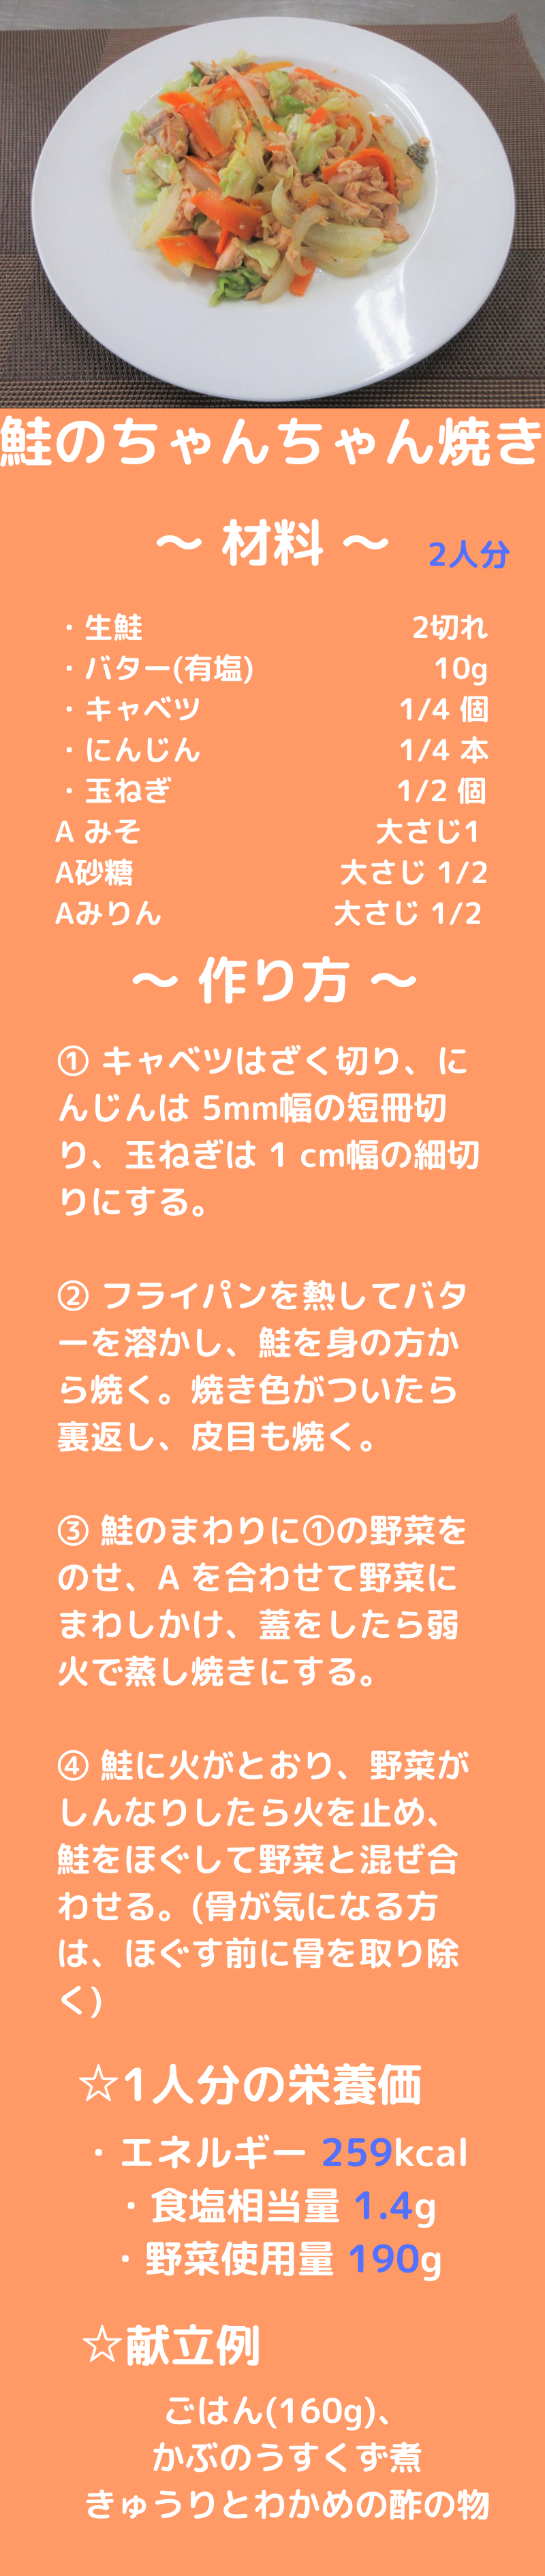 鮭のちゃんちゃん焼き
～ 材料 ～ 2人分
・生鮭 2切れ
・バター(有塩) 10g
・キャベツ 1/4 個
・にんじん 1/4 本
・玉ねぎ 1/2 個
A みそ 大さじ1
A砂糖 大さじ 1/2
Aみりん 大さじ 1/2
～ 作り方 ～
① キャベツはざく切り、に
んじんは 5mm幅の短冊切
り、玉ねぎは 1 cm幅の細切
りにする。
② フライパンを熱してバタ
ーを溶かし、鮭を身の方か
ら焼く。焼き色がついたら
裏返し、皮目も焼く。
③ 鮭のまわりに①の野菜を
のせ、A を合わせて野菜に
まわしかけ、蓋をしたら弱
火で蒸し焼きにする。
④ 鮭に火がとおり、野菜が
しんなりしたら火を止め、
鮭をほぐして野菜と混ぜ合
わせる。(骨が気になる方
は、ほぐす前に骨を取り除
く)
☆1人分の栄養価
・エネルギー 259kcal
・食塩相当量 1.4g
・野菜使用量 190g
☆献立例
ごはん(160g)、
かぶのうすくず煮
きゅうりとわかめの酢の物